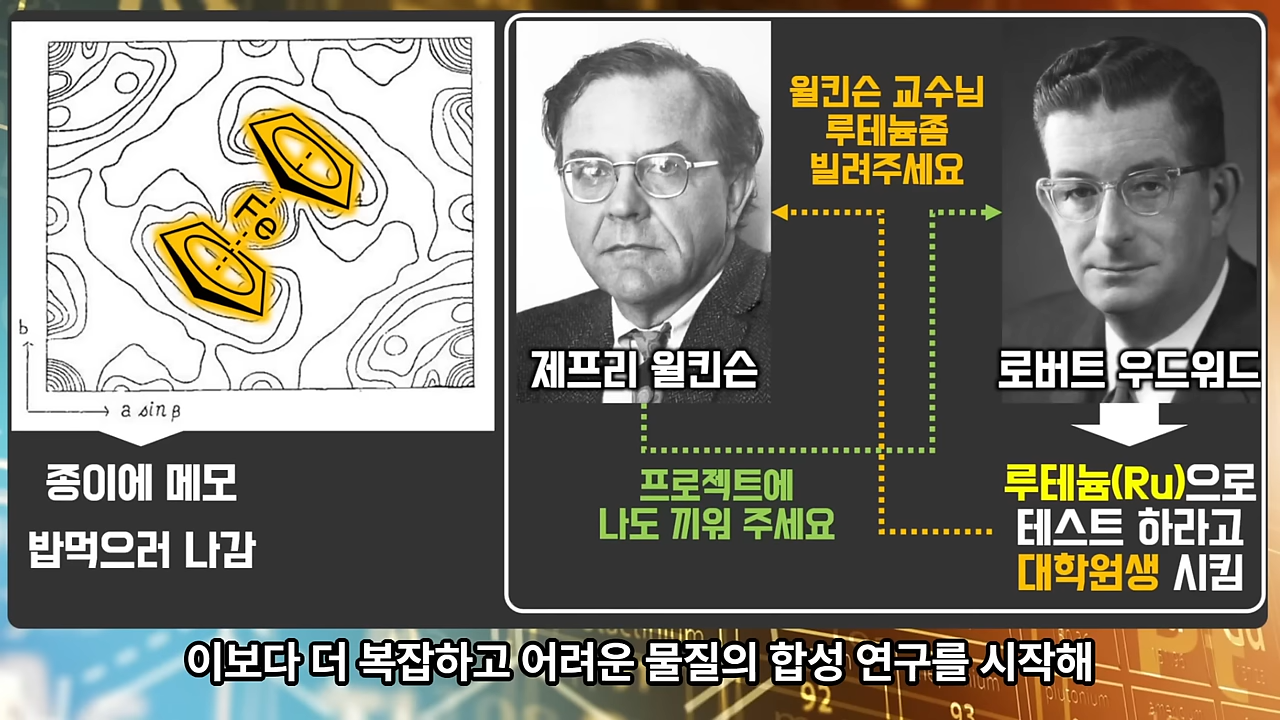 Fe
b
a sin β
종이에 메모
밥먹으러 나감
윌킨슨 교수님
루테늄좀
빌려주세요
제프리 윌킨슨
로버트 우드워드
프로젝트에
나도 끼워 주세요
루테늄(Ru)으로
테스트 하라고
대학원생 시킴
이보다 더 복잡하고 어려운 물질의 합성 연구를 시작해
plutonium
92
93